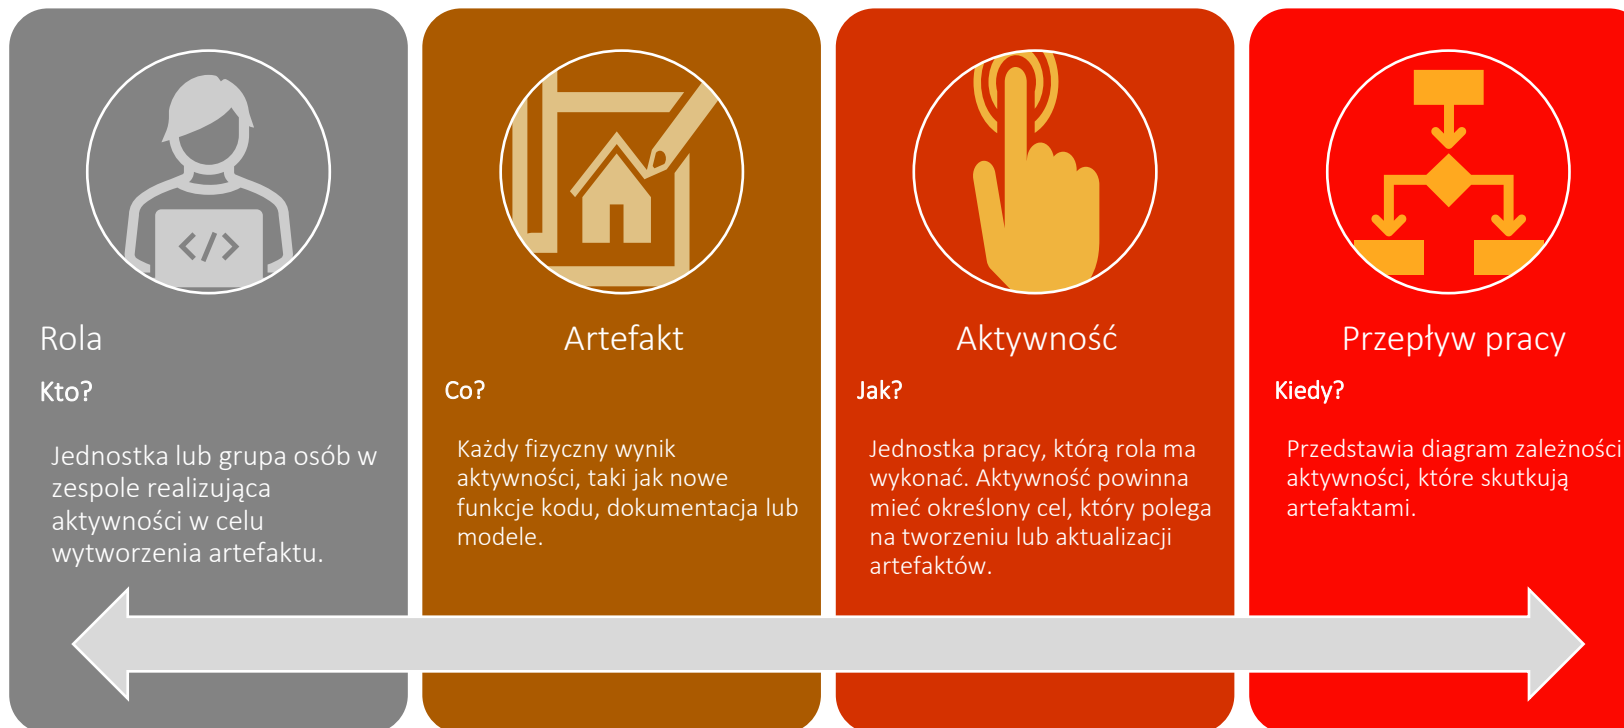 </>
Rola
Kto?
Jednostka lub grupa osób w
zespole realizująca
aktywności w celu
wytworzenia artefaktu.
Artefakt
Co?
Każdy fizyczny wynik
aktywności, taki jak nowe
funkcje kodu, dokumentacja lub
modele.
Aktywność
Jak?
Jednostka pracy, którą rola ma
wykonać. Aktywność powinna
mieć określony cel, który polega
na tworzeniu lub aktualizacji
artefaktów.
Przepływ pracy
Kiedy?
Przedstawia diagram zależności
aktywności, które skutkują
artefaktami.